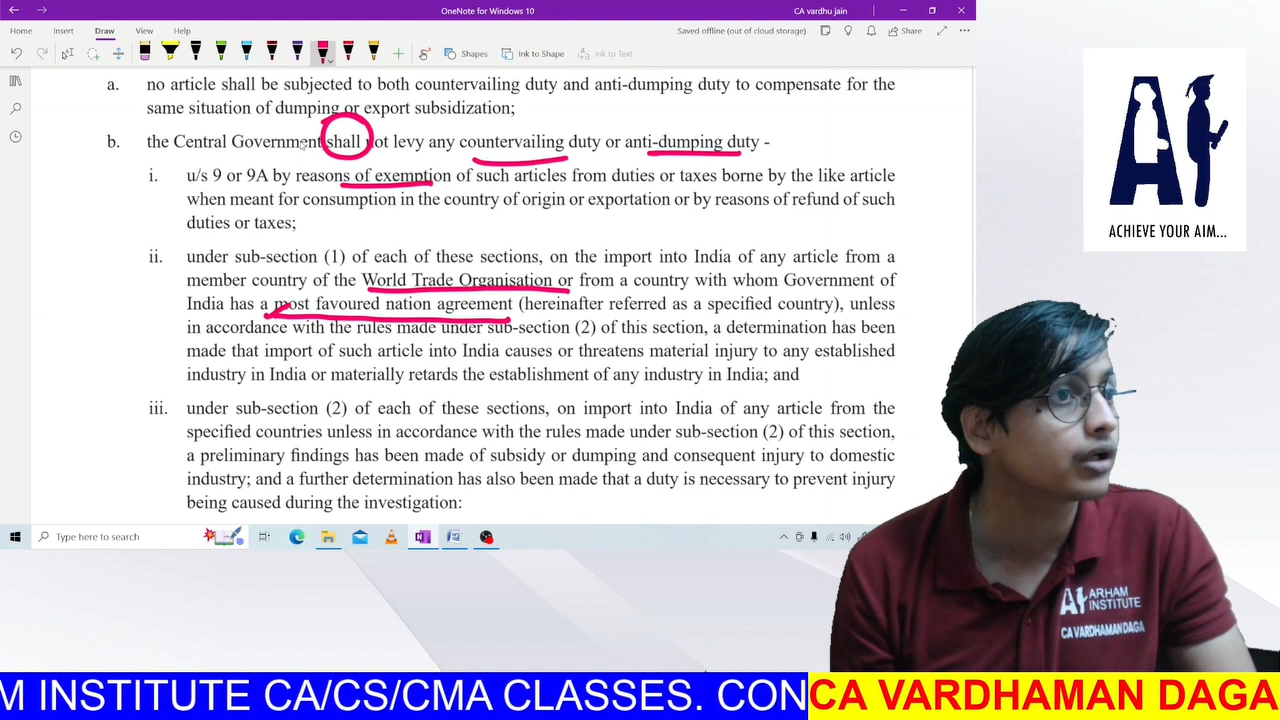 OneNote for Windows 10
CA vardhu jain
Home Insert Draw View Help
Saved offline (out of cloud storage)
Share
Shapes
Ink to Shape
Ink to Text
a. no article shall be subjected to both countervailing duty and anti-dumping duty to compensate for the
same situation of dumping or export subsidization;
b. the Central Government shall not levy any countervailing duty or anti-dumping duty -
i. u/s 9 or 9A by reasons of exemption of such articles from duties or taxes borne by the like article
when meant for consumption in the country of origin or exportation or by reasons of refund of such
duties or taxes;
ii. under sub-section (1) of each of these sections, on the import into India of any article from a
member country of the World Trade Organisation or from a country with whom Government of
India has a most favoured nation agreement (hereinafter referred as a specified country), unless
in accordance with the rules made under sub-section (2) of this section, a determination has been
made that import of such article into India causes or threatens material injury to any established
industry in India or materially retards the establishment of any industry in India; and
iii. under sub-section (2) of each of these sections, on import into India of any article from the
specified countries unless in accordance with the rules made under sub-section (2) of this section,
a preliminary findings has been made of subsidy or dumping and consequent injury to domestic
industry; and a further determination has also been made that a duty is necessary to prevent injury
being caused during the investigation:
Type here to search
ACHIEVE YOUR AIM...
ARHAM
INSTITUTE
CA VARDHAMAN DAGA
M INSTITUTE CA/CS/CMA CLASSES. CON
CA VARDHAMAN DAGA